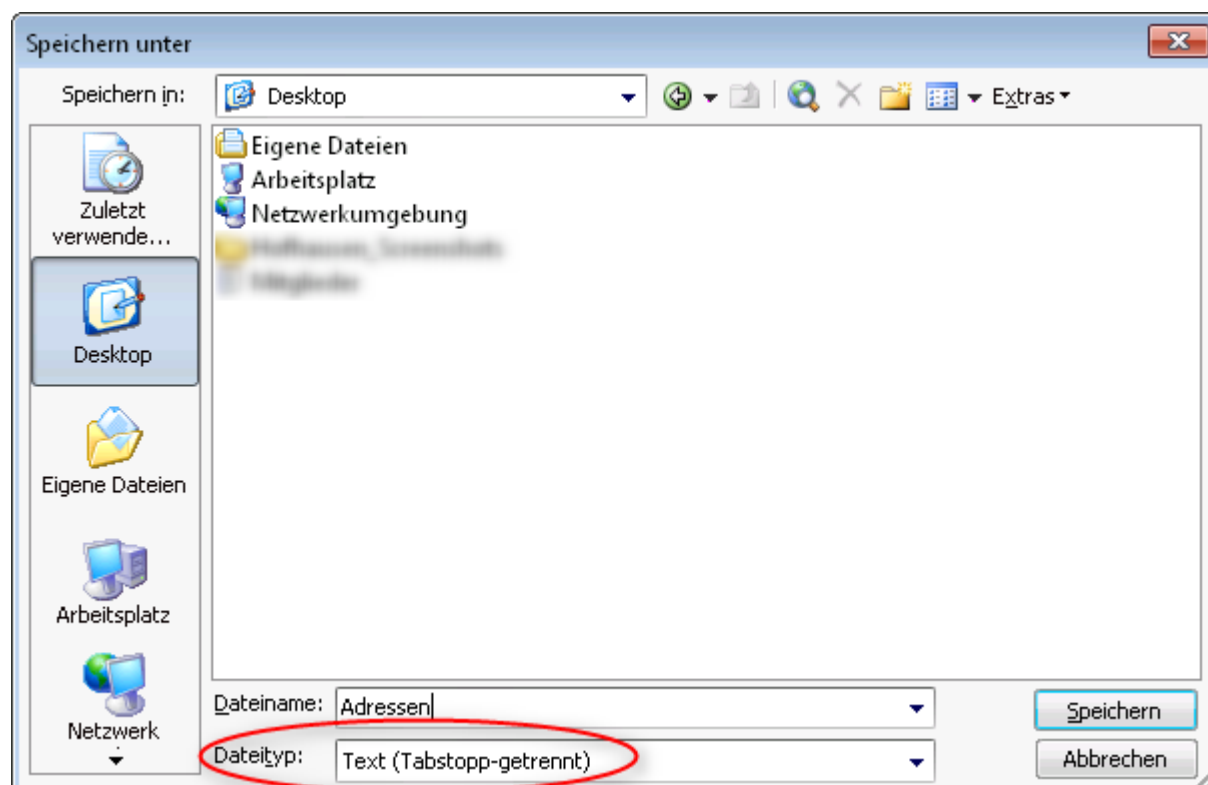 Speichern unter
Speichern in:
Desktop
Extras
Zuletzt
verwende...
Desktop
Eigene Dateien
Arbeitsplatz
Netzwerk
Eigene Dateien
Arbeitsplatz
Netzwerkumgebung
Dateiname:
Adressen
Speichern
Dateityp:
Text (Tabstopp-getrennt)
Abbrechen